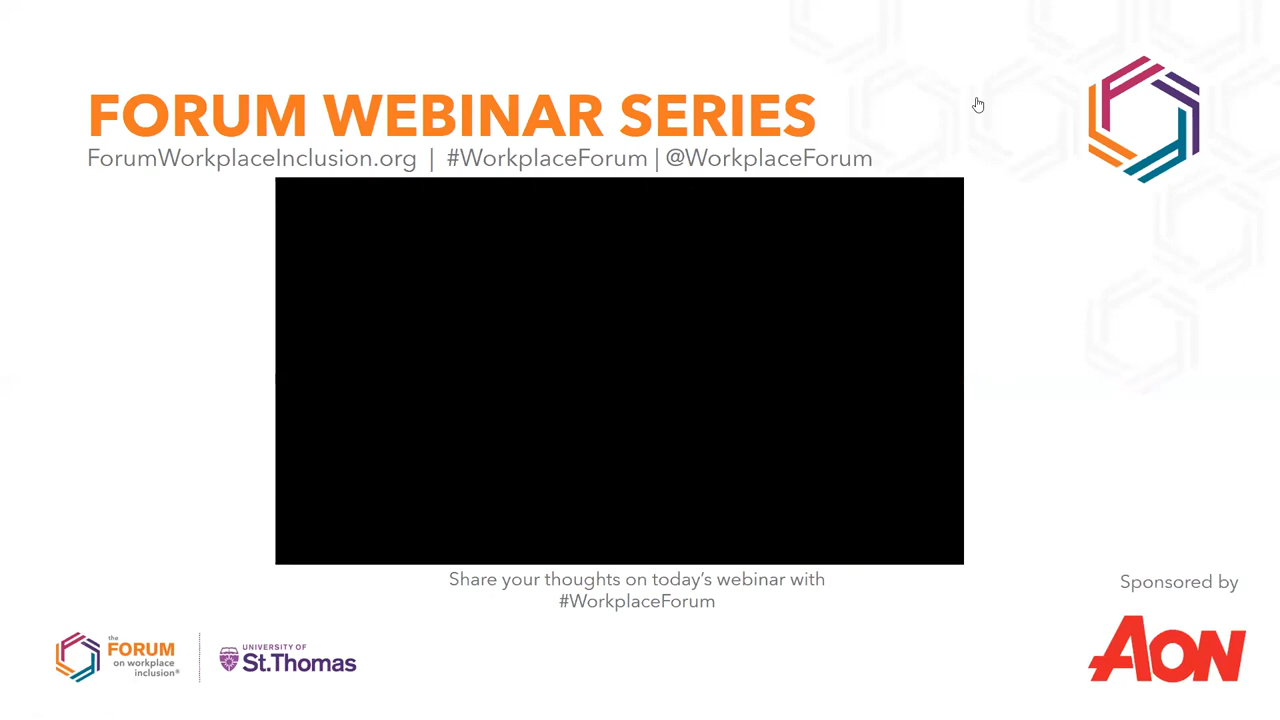 FORUM WEBINAR SERIES
ForumWorkplaceInclusion.org | #WorkplaceForum | @WorkplaceForum
Share your thoughts on today's webinar with
#WorkplaceForum
Sponsored by
the
FORUM
on workplace
inclusion®
UNIVERSITY OF
St.Thomas
AON